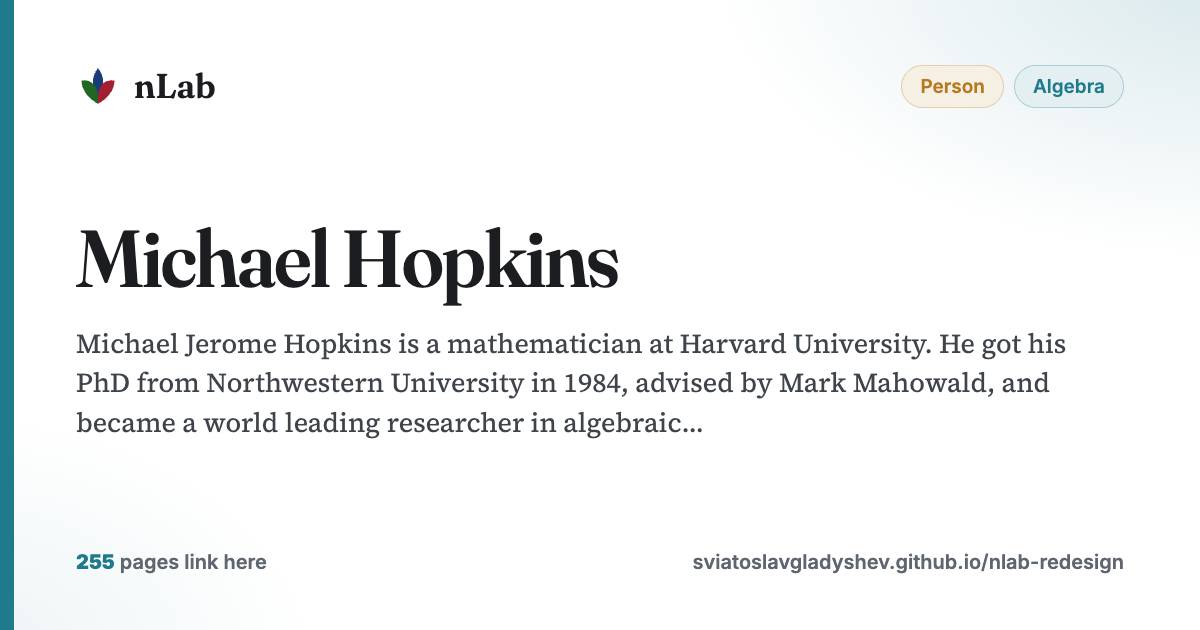 nLab
Person
Algebra
Michael Hopkins
Michael Jerome Hopkins is a mathematician at Harvard University. He got his
PhD from Northwestern University in 1984, advised by Mark Mahowald, and
became a world leading researcher in algebraic...
255 pages link here
sviatoslavgladyshev.github.io/nlab-redesign